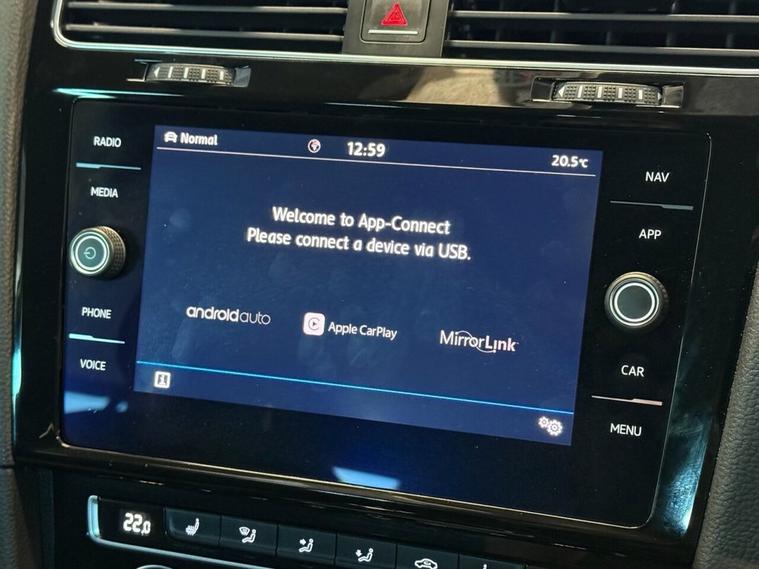 RADIO
MEDIA
PHONE
VOICE
Normal
12:59
20.5°C
Welcome to App-Connect
Please connect a device via USB.
androidauto
Apple CarPlay
MirrorLink
NAV
APP
CAR
MENU
22.0